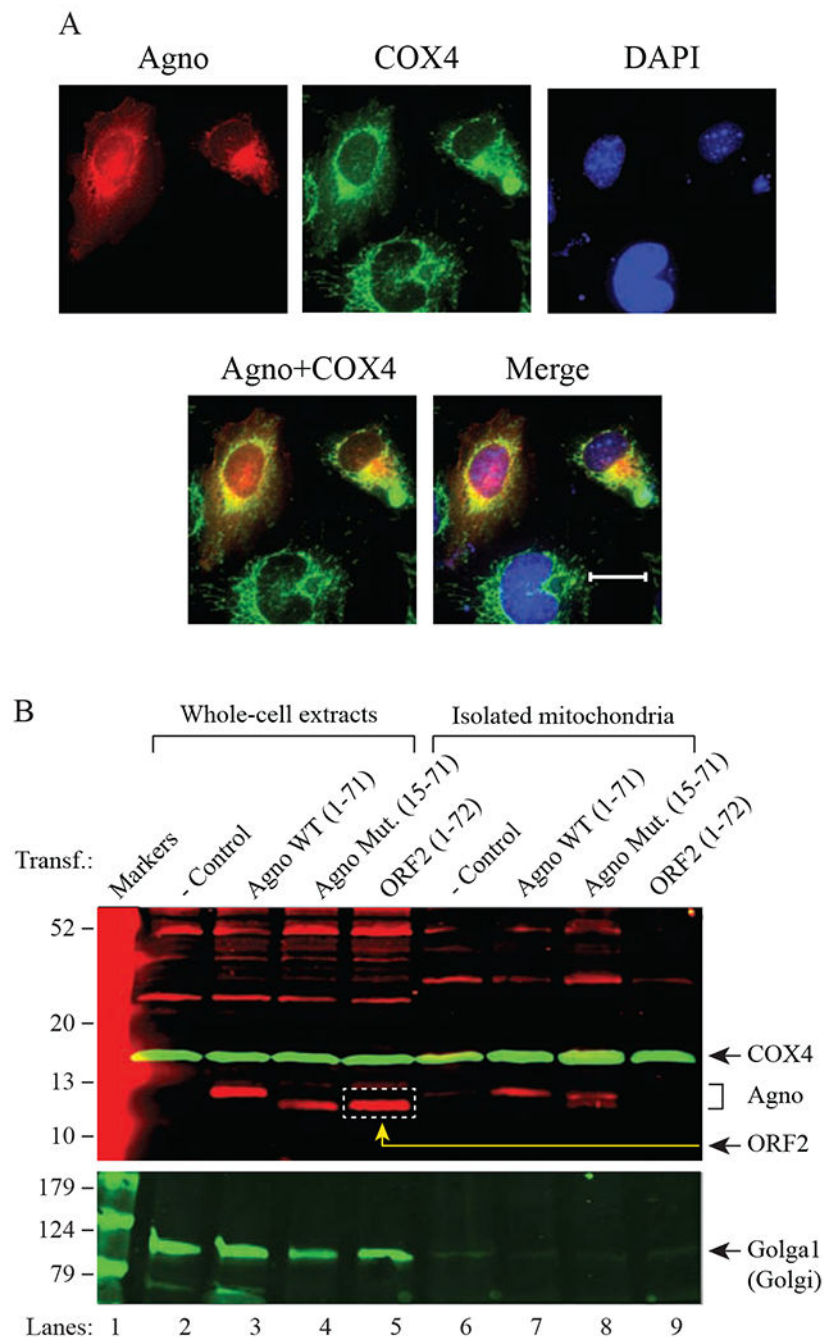 A
Agno COX4 DAPI
Agno+COX4 Merge
B
Whole-cell extracts Isolated mitochondria
Transf.: Markers - Control Agno WT (1-71) Agno Mut. (15-71) ORF2 (1-72) - Control Agno WT (1-71) Agno Mut. (15-71) ORF2 (1-72)
52
20
COX4
13
Agno
10
ORF2
179
124
Golga1
(Golgi)
79
Lanes: 1 2 3 4 5 6 7 8 9